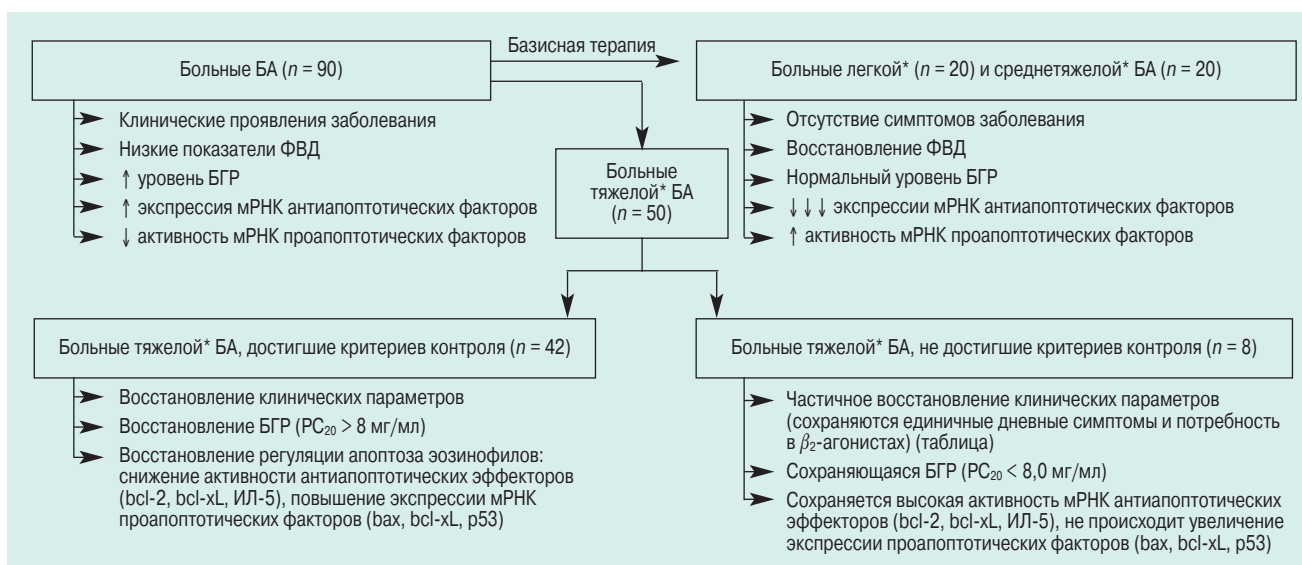 Базисная терапия
Больные БА (n = 90)
Клинические проявления заболевания
Низкие показатели ФВД
↑ уровень БГР
↑ экспрессия мРНК антиапоптотических факторов
↓ активность мРНК проапоптотических факторов
Больные
тяжелой* БА
(n = 50)
Больные легкой* (n = 20) и среднетяжелой* БА (n = 20)
Отсутствие симптомов заболевания
Восстановление ФВД
Нормальный уровень БГР
↓↓↓ экспрессии мРНК антиапоптотических факторов
↑ активность мРНК проапоптотических факторов
Больные тяжелой* БА, достигшие критериев контроля (n = 42)
Восстановление клинических параметров
Восстановление БГР (PC₂₀ > 8 мг/мл)
Восстановление регуляции апоптоза эозинофилов:
снижение активности антиапоптотических эффекторов
(bcl-2, bcl-xL, ИЛ-5), повышение экспрессии мРНК
проапоптотических факторов (bax, bcl-xL, p53)
Больные тяжелой* БА, не достигшие критериев контроля (n = 8)
Частичное восстановление клинических параметров
(сохраняются единичные дневные симптомы и потребность
в β₂-агонистах) (таблица)
Сохраняющаяся БГР (PC₂₀ < 8,0 мг/мл)
Сохраняется высокая активность мРНК антиапоптотических
эффекторов (bcl-2, bcl-xL, ИЛ-5), не происходит увеличение
экспрессии проапоптотических факторов (bax, bcl-xL, p53)